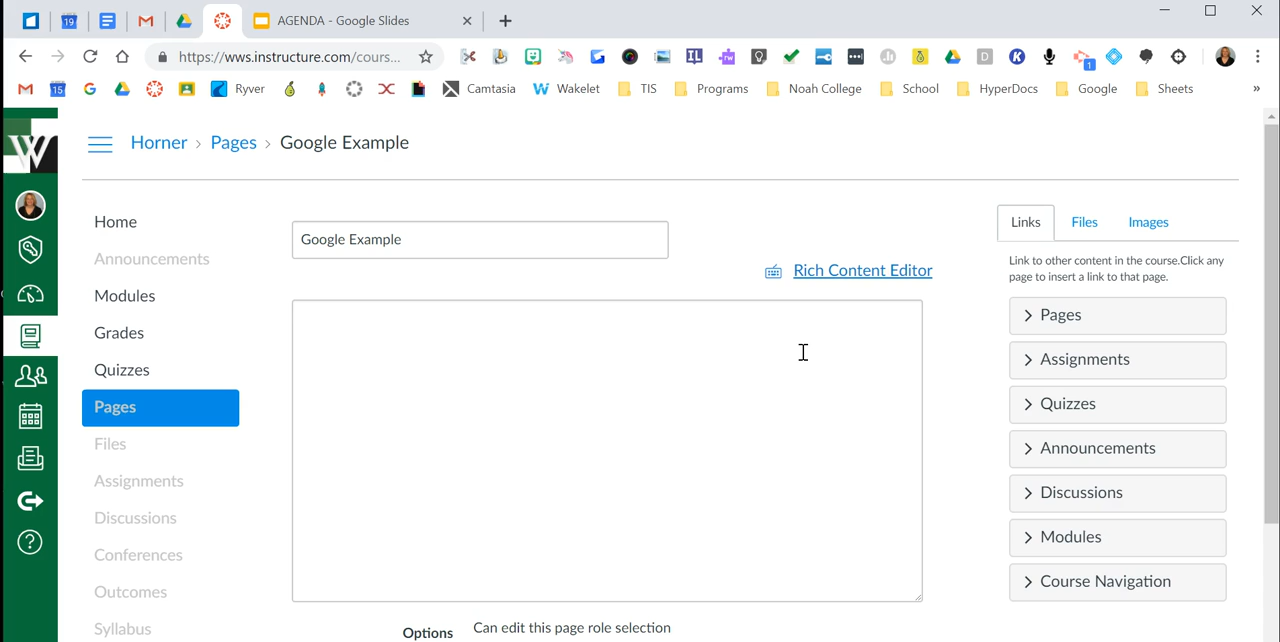 AGENDA - Google Slides
https://wws.instructure.com/cours...
Ryver
Camtasia
Wakelet
TIS
Programs
Noah College
School
HyperDocs
Google
Sheets
»
W
Horner > Pages > Google Example
Home
Announcements
Modules
Grades
Quizzes
Pages
Files
Assignments
Discussions
Conferences
Outcomes
Syllabus
Google Example
Rich Content Editor
Options
Can edit this page role selection
Links
Files
Images
Link to other content in the course.Click any
page to insert a link to that page.
Pages
Assignments
Quizzes
Announcements
Discussions
Modules
Course Navigation